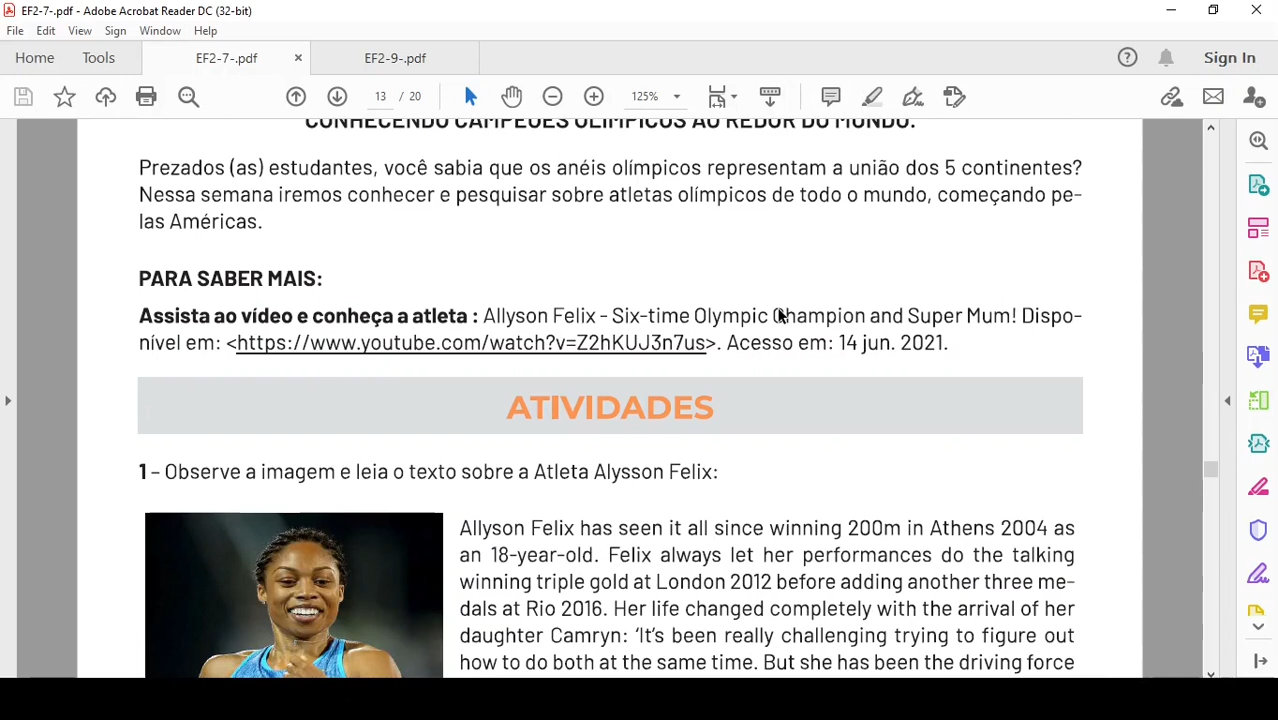 EF2-7-.pdf - Adobe Acrobat Reader DC (32-bit)
File Edit View Sign Window Help
Home Tools EF2-7-.pdf × EF2-9-.pdf Sign In
13 / 20 125%
CONHECENDO CAMPEÕES OLÍMPICOS AO REDOR DO MUNDO.
Prezados (as) estudantes, você sabia que os anéis olímpicos representam a união dos 5 continentes?
Nessa semana iremos conhecer e pesquisar sobre atletas olímpicos de todo o mundo, começando pe-
las Américas.
PARA SABER MAIS:
Assista ao vídeo e conheça a atleta : Allyson Felix - Six-time Olympic Champion and Super Mum! Dispo-
nível em: <https://www.youtube.com/watch?v=Z2hKUJ3n7us>. Acesso em: 14 jun. 2021.
ATIVIDADES
1 – Observe a imagem e leia o texto sobre a Atleta Alysson Felix:
Allyson Felix has seen it all since winning 200m in Athens 2004 as
an 18-year-old. Felix always let her performances do the talking
winning triple gold at London 2012 before adding another three me-
dals at Rio 2016. Her life changed completely with the arrival of her
daughter Camryn: ‘It’s been really challenging trying to figure out
how to do both at the same time. But she has been the driving force